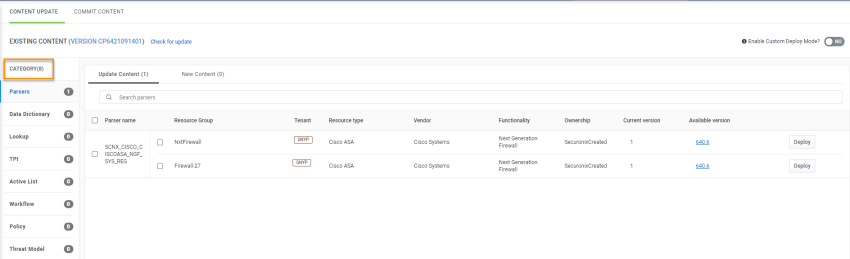 CONTENT UPDATE COMMIT CONTENT
EXISTING CONTENT (VERSION CP6421091401) Check for update Enable Custom Deploy Mode? NO
CATEGORY(8) Update Content (1) New Content (0)
Parsers 1 Search parsers
Data Dictionary 0 Parser name Resource Group Tenant Resource type Vendor Functionality Ownership Current version Available version
Lookup 0 NxtFirewall SNYP Cisco ASA Cisco Systems Next Generation Firewall SecuronixCreated 1 640.6 Deploy
SCNX_CISCO_C
ISCOASA_NGF_
SYS_REG
TPI 0 Firewall-27 SNYP Cisco ASA Cisco Systems Next Generation Firewall SecuronixCreated 1 640.6 Deploy
Active List 0
Workflow 0
Policy 0
Threat Model 0